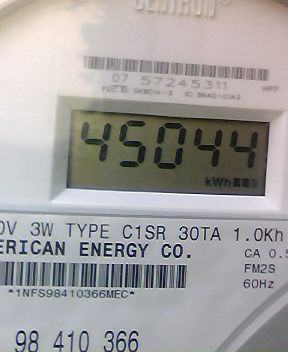 CENTRON®
07 57245311
45044
kWh
0V 3W TYPE C1SR 30TA 1.0Kh
ERICAN ENERGY CO.
CA 0.5
FM2S
60Hz
*1NFS98410366MEC*
98 410 366